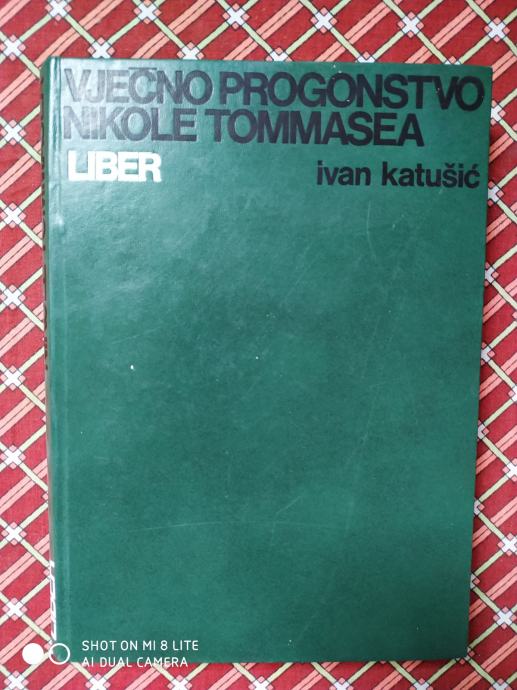 VJEČNO PROGONSTVO
NIKOLE TOMMASEA
LIBER
ivan katušić
SHOT ON MI 8 LITE
AI DUAL CAMERA